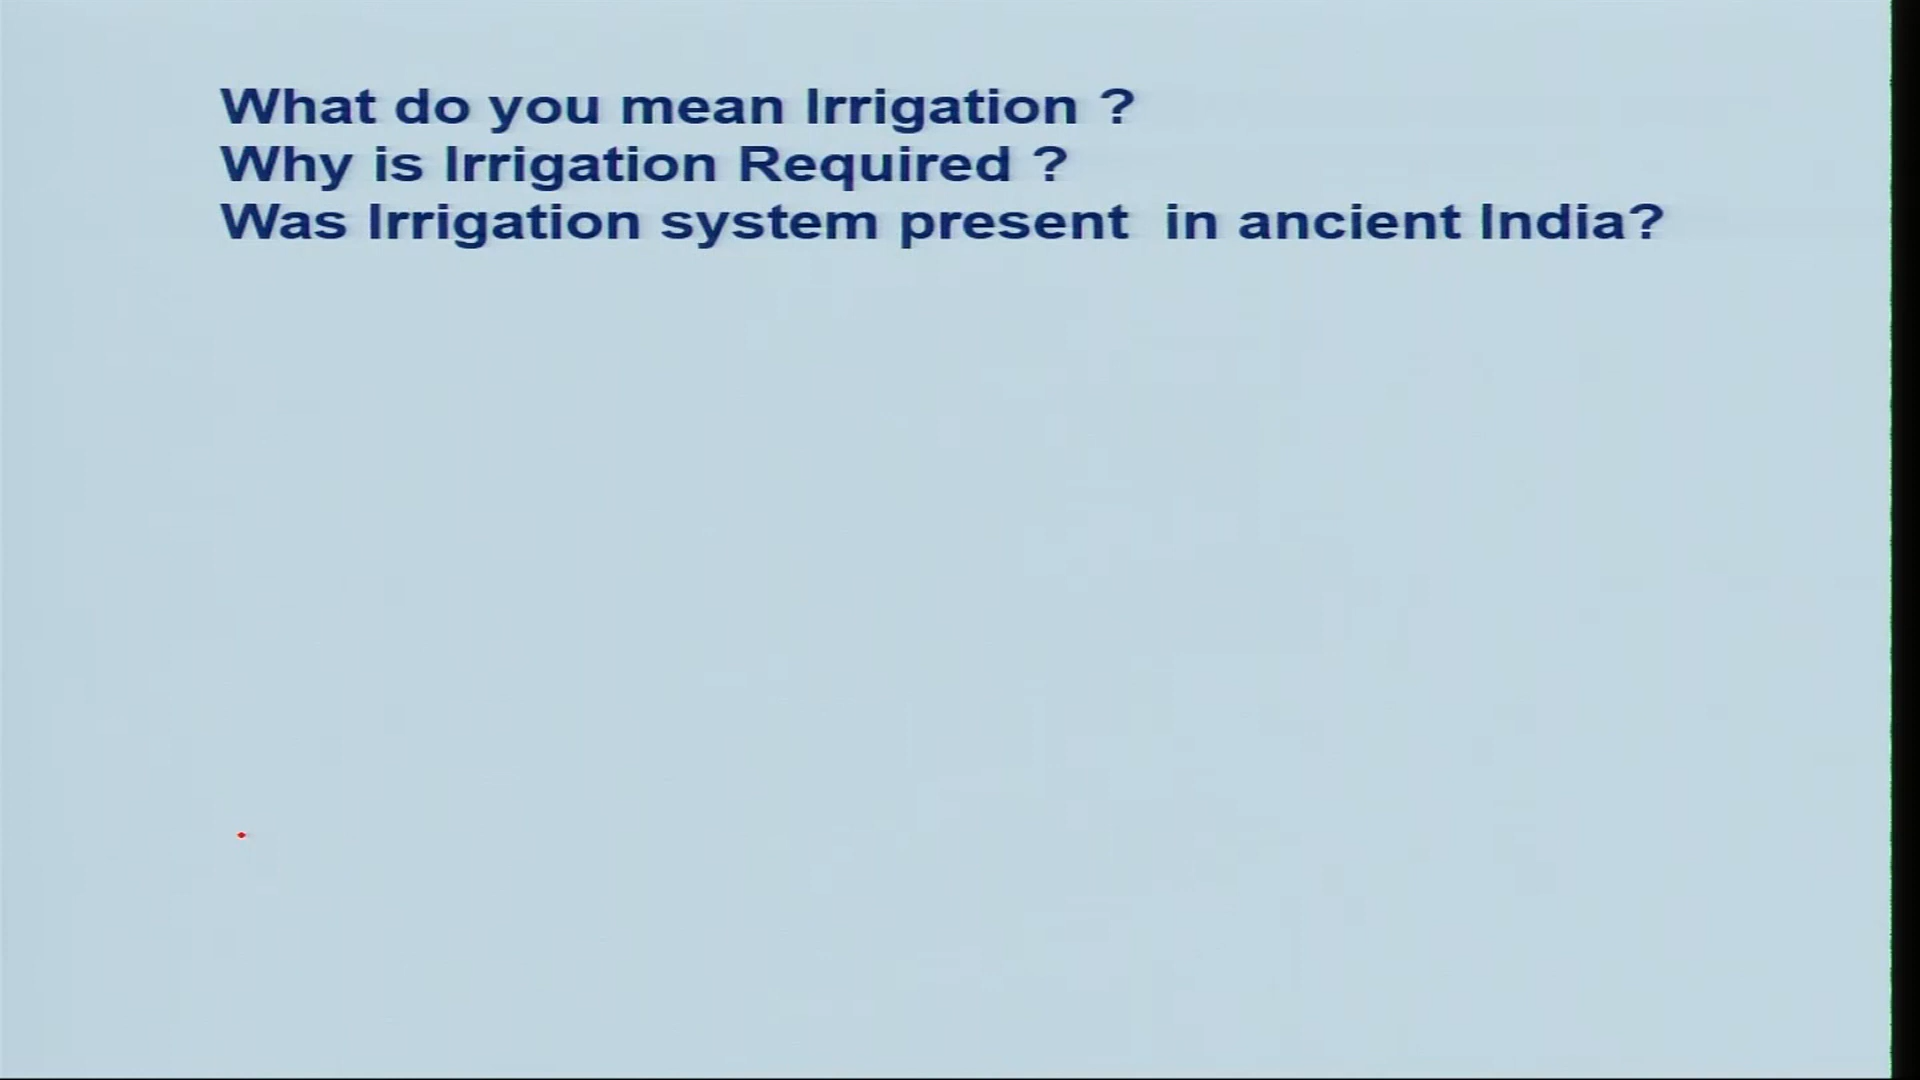 What do you mean Irrigation ?
Why is Irrigation Required ?
Was Irrigation system present in ancient India?